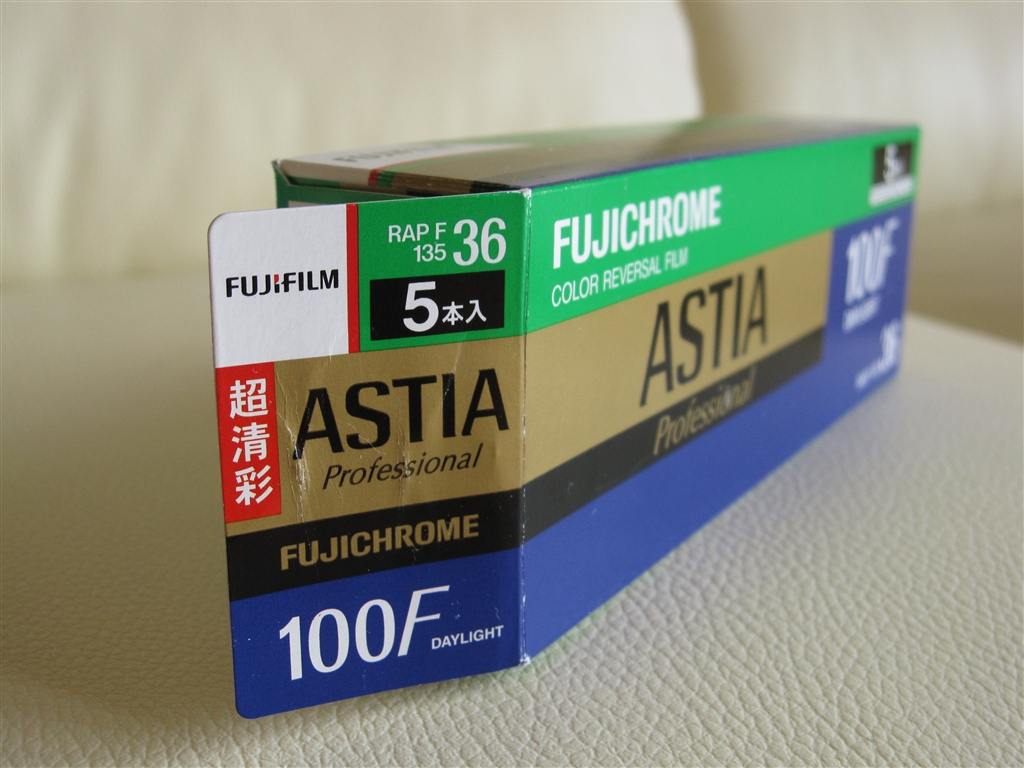 FUJIFILM
RAP F
135 36
5本入
超清彩
ASTIA
Professional
FUJICHROME
100F DAYLIGHT
FUJICHROME
COLOR REVERSAL FILM
ASTIA
Professional
100F
36